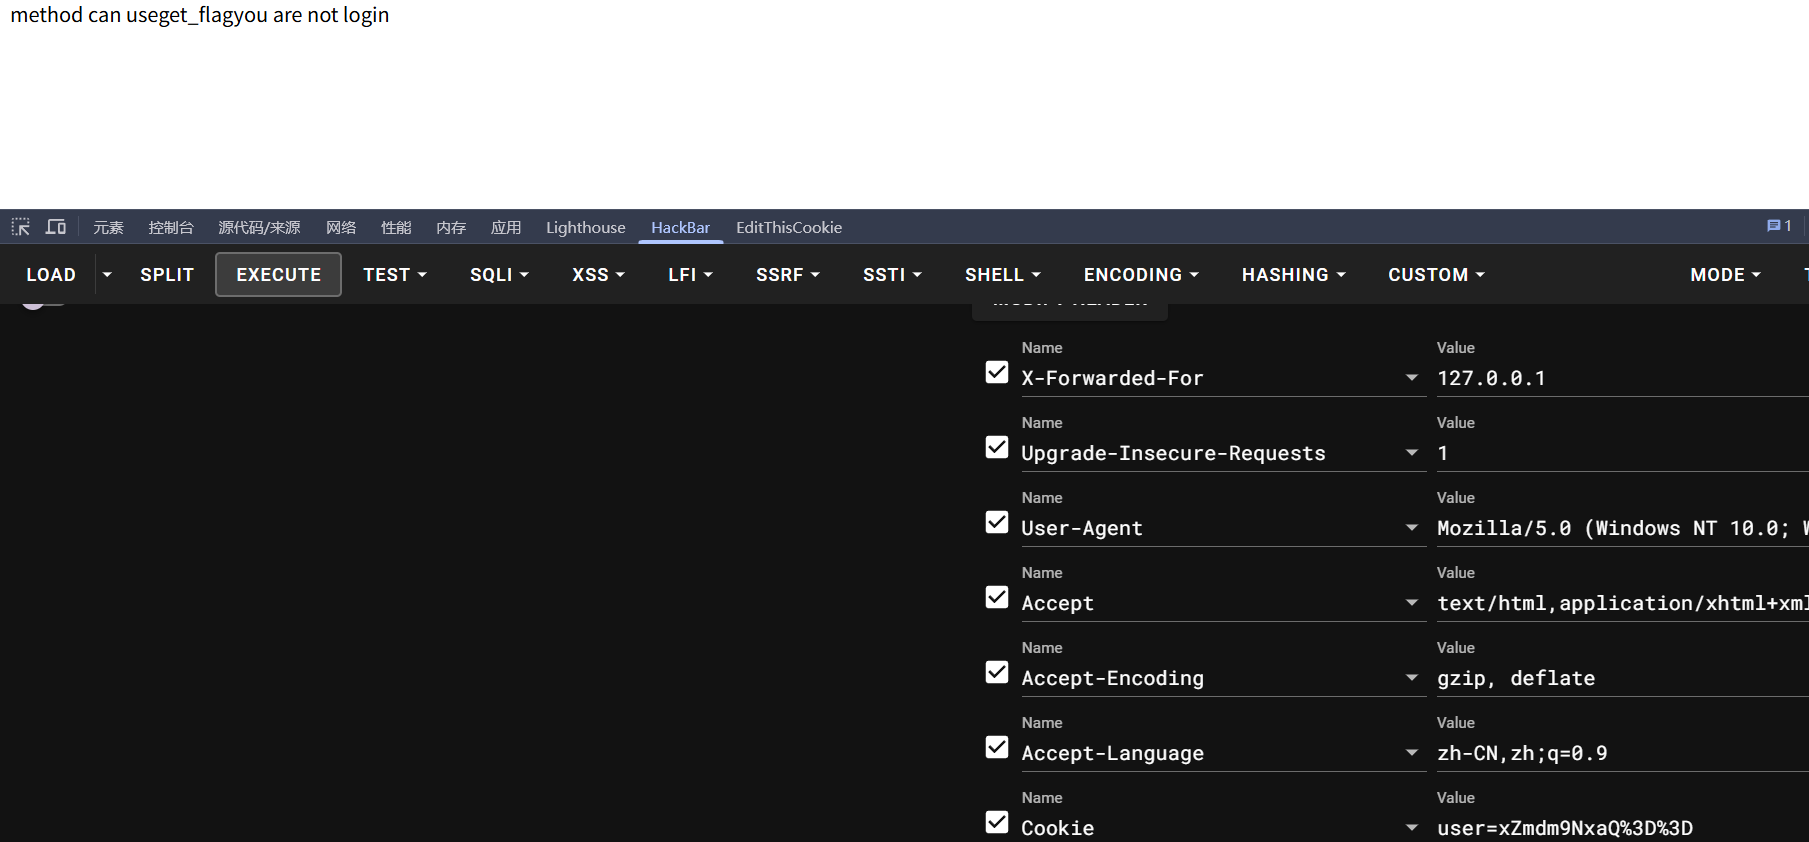 method can useget_flagyou are not login
元素 控制台 源代码/来源 网络 性能 内存 应用 Lighthouse HackBar EditThisCookie 1
LOAD SPLIT EXECUTE TEST SQLI XSS LFI SSRF SSTI SHELL ENCODING HASHING CUSTOM MODE
Name Value
X-Forwarded-For 127.0.0.1
Name Value
Upgrade-Insecure-Requests 1
Name Value
User-Agent Mozilla/5.0 (Windows NT 10.0;
Name Value
Accept text/html,application/xhtml+xml
Name Value
Accept-Encoding gzip, deflate
Name Value
Accept-Language zh-CN,zh;q=0.9
Name Value
Cookie user=xZmdm9NxaQ%3D%3D